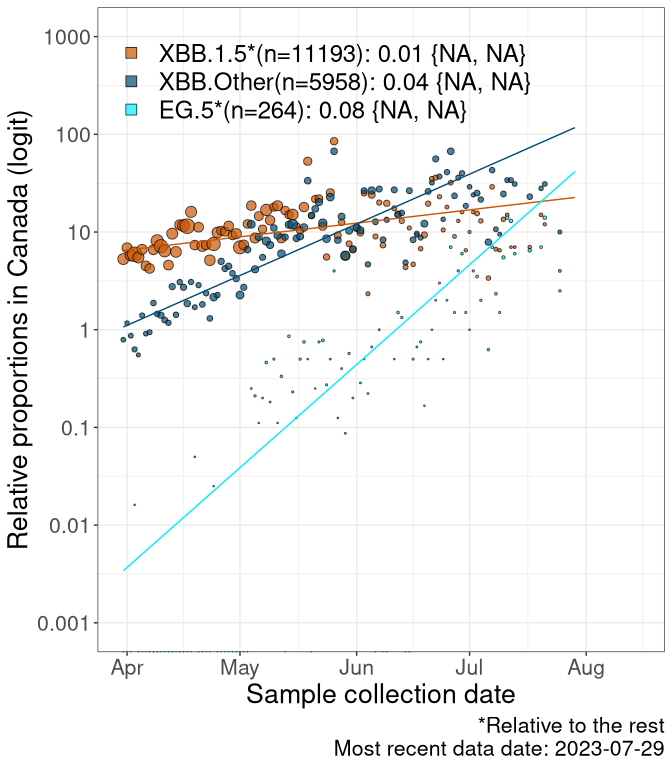 XBB.1.5*(n=11193): 0.01 {NA, NA}
XBB.Other(n=5958): 0.04 {NA, NA}
EG.5*(n=264): 0.08 {NA, NA}
Relative proportions in Canada (logit)
1000
100
10
1
0.1
0.01
0.001
Apr May Jun Jul Aug
Sample collection date
*Relative to the rest
Most recent data date: 2023-07-29